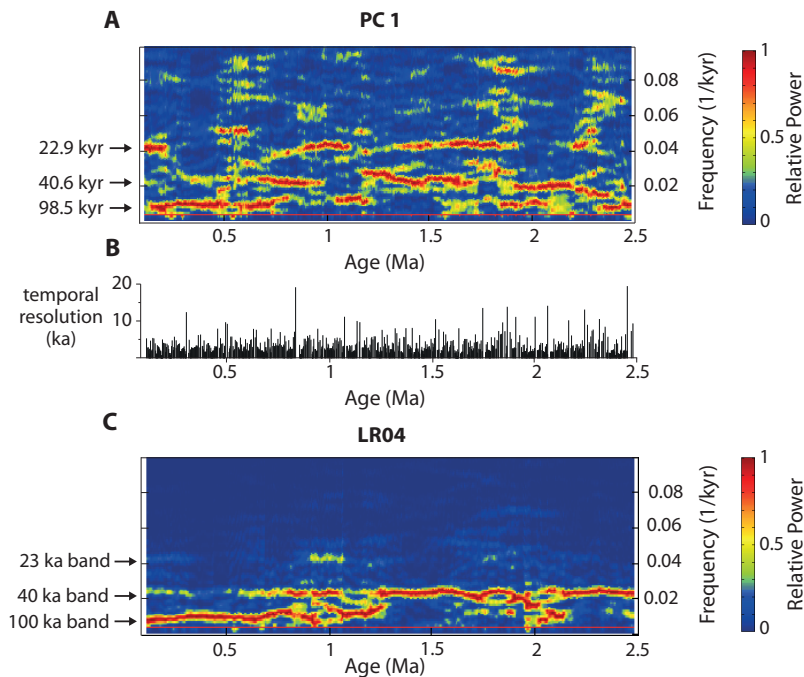 A
PC 1
22.9 kyr
40.6 kyr
98.5 kyr
0.08
0.06
0.04
0.02
Frequency (1/kyr)
1
0.5
0
Relative Power
0.5
1
1.5
2
2.5
Age (Ma)
B
temporal
resolution
(ka)
20
10
0.5
1
1.5
2
2.5
Age (Ma)
C
LR04
23 ka band
40 ka band
100 ka band
0.08
0.06
0.04
0.02
Frequency (1/kyr)
1
0.5
0
Relative Power
0.5
1
1.5
2
2.5
Age (Ma)